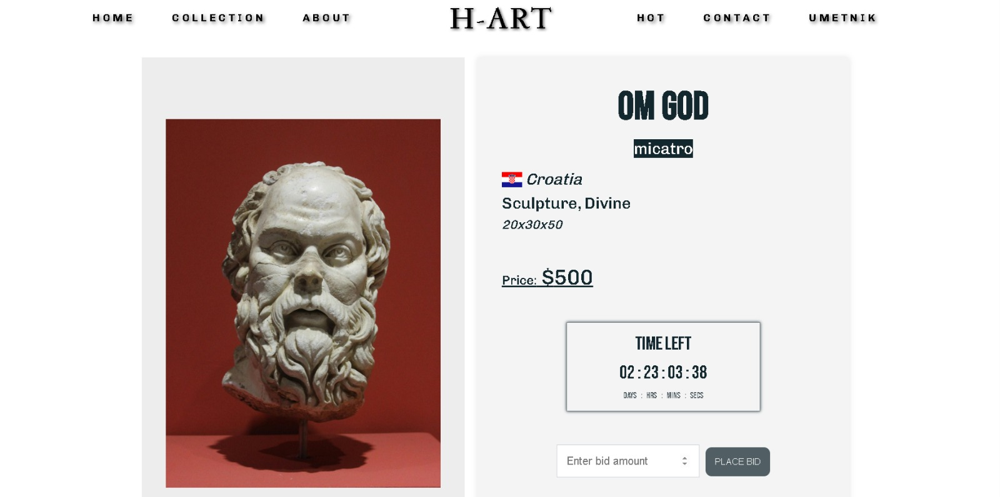 HOME COLLECTION ABOUT H-ART HOT CONTACT UMETNIK
OM GOD
micatro
Croatia
Sculpture, Divine
20x30x50
Price: $500
TIME LEFT
02 : 23 : 03 : 38
DAYS : HRS : MINS : SECS
Enter bid amount PLACE BID